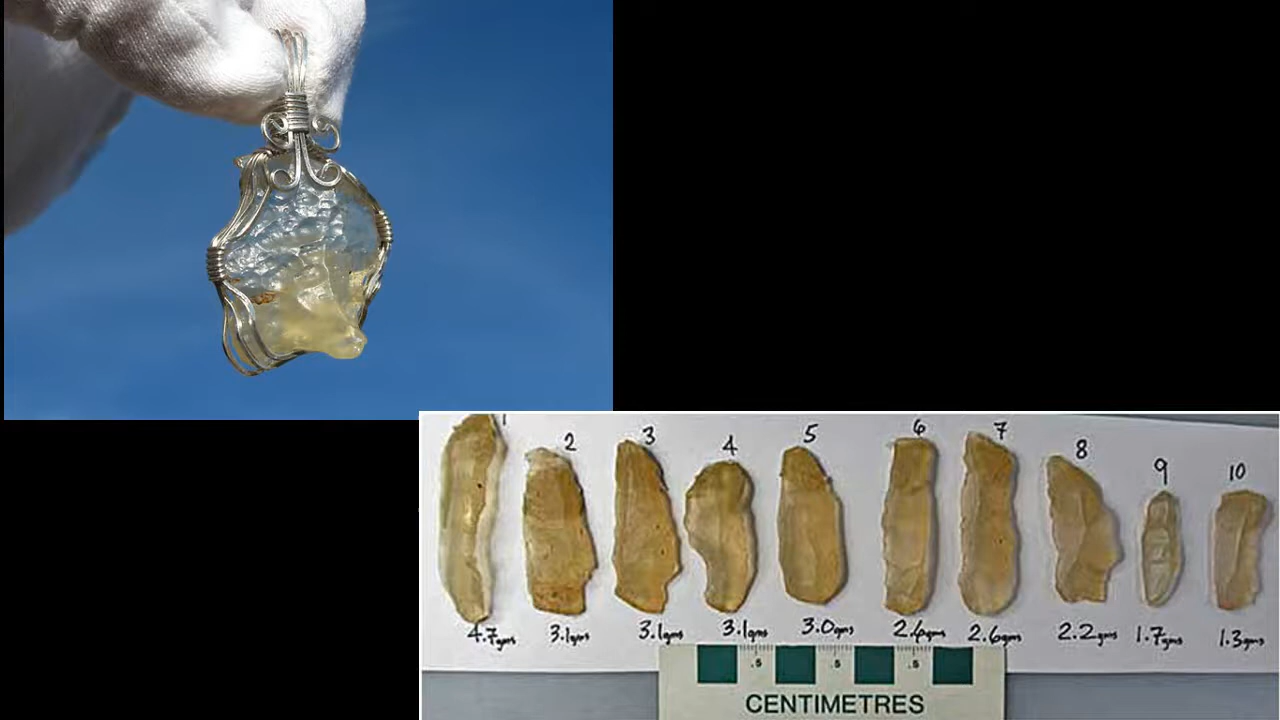 1 2 3 4 5 6 7 8 9 10
4.7gms 3.1gms 3.1gms 3.1gms 3.0gms 2.6gms 2.6gms 2.2gms 1.7gms 1.3gms
.5 .5 .5
CENTIMETRES